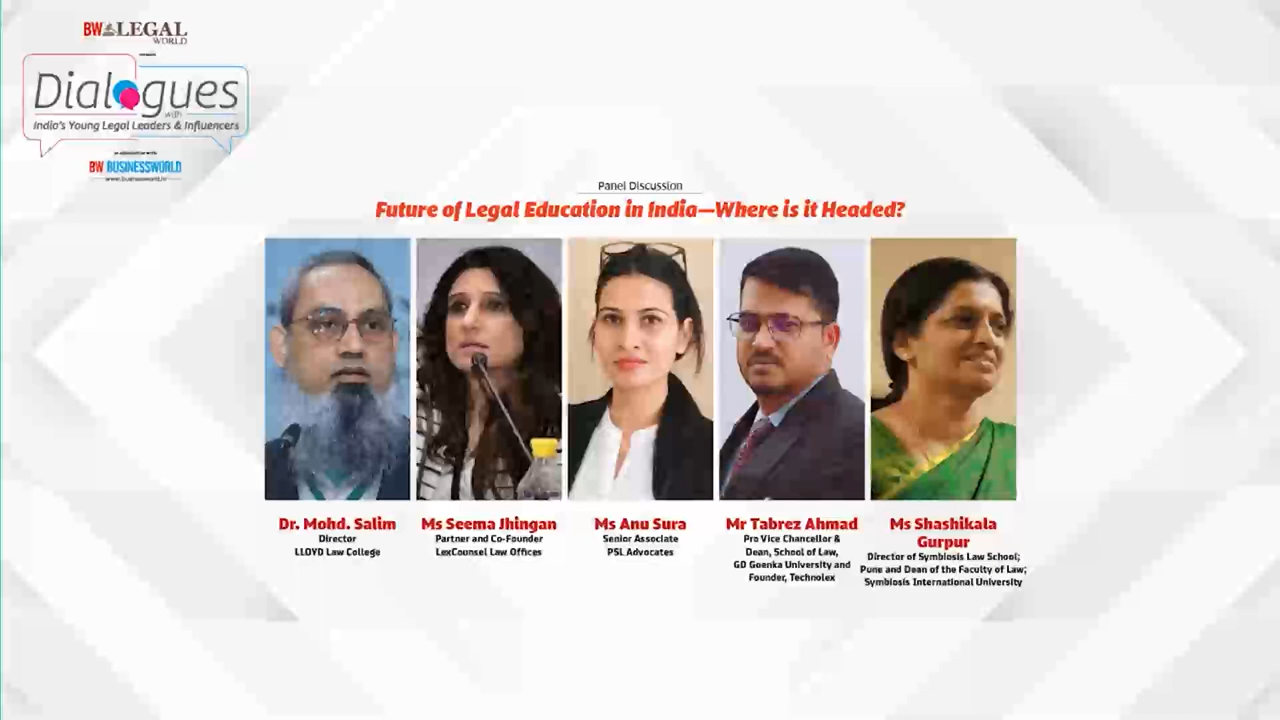 BW LEGAL
WORLD
Dialogues
with
India's Young Legal Leaders & Influencers
BW BUSINESSWORLD
www.businessworld.in
Panel Discussion
Future of Legal Education in India—Where is it Headed?
Dr. Mohd. Salim
Director
LLOYD Law College
Ms Seema Jhingan
Partner and Co-Founder
LexCounsel Law Offices
Ms Anu Sura
Senior Associate
PSL Advocates
Mr Tabrez Ahmad
Pro Vice Chancellor &
Dean, School of Law,
GD Goenka University and
Founder, Technolex
Ms Shashikala
Gurpur
Director of Symbiosis Law School;
Pune and Dean of the Faculty of Law;
Symbiosis International University